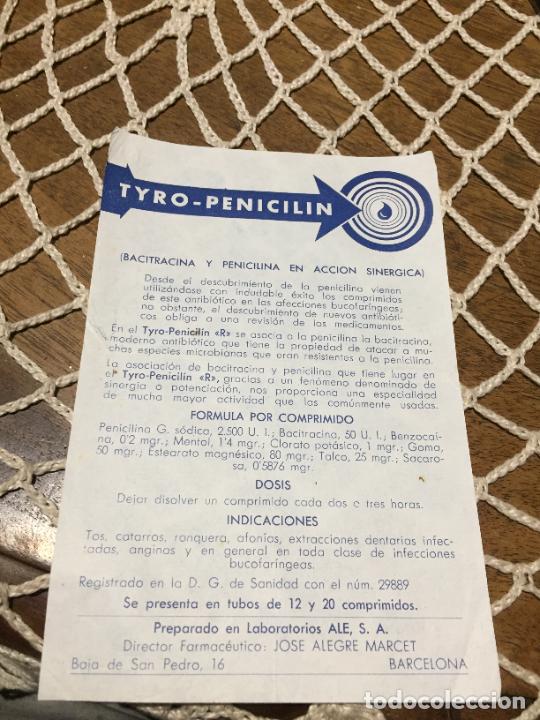 TYRO-PENICILIN
(BACITRACINA Y PENICILINA EN ACCION SINERGICA)
Desde el descubrimiento de la penicilina vienen
utilizándose con indudable éxito los comprimidos
de este antibiótico en las afecciones bucofaríngeas;
no obstante, el descubrimiento de nuevos antibióti-
cos obliga a una revisión de los medicamentos.
En el Tyro-Penicilín «R» se asocia a la penicilina la bacitracina,
moderno antibiótico que tiene la propiedad de atacar a mu-
chas especies microbianas que eran resistentes a la penicilina.
La asociación de bacitracina y penicilina que tiene lugar en
el Tyro-Penicilín «R», gracias a un fenómeno denominado de
sinergia o potenciación, nos proporciona una especialidad
de mucha mayor actividad que las comúnmente usadas.
FORMULA POR COMPRIMIDO
Penicilina G. sódica, 2.500 U. I.; Bacitracina, 50 U. I.; Benzocaí-
na, 0'2 mgr.; Mentol, 1'4 mgr.; Clorato potásico, 1 mgr.; Goma,
50 mgr.; Estearato magnésico, 80 mgr.; Talco, 25 mgr.; Sacaro-
sa, 0'5876 mgr.
DOSIS
Dejar disolver un comprimido cada dos o tres horas.
INDICACIONES
Tos, catarros, ronquera, afonías, extracciones dentarias infec-
tadas, anginas y en general en toda clase de infecciones
bucofaríngeas.
Registrado en la D. G. de Sanidad con el núm. 29889
Se presenta en tubos de 12 y 20 comprimidos.
Preparado en Laboratorios ALE, S. A.
Director Farmacéutico: JOSE ALEGRE MARCET
Baja de San Pedro, 16 BARCELONA
todocoleccion.net